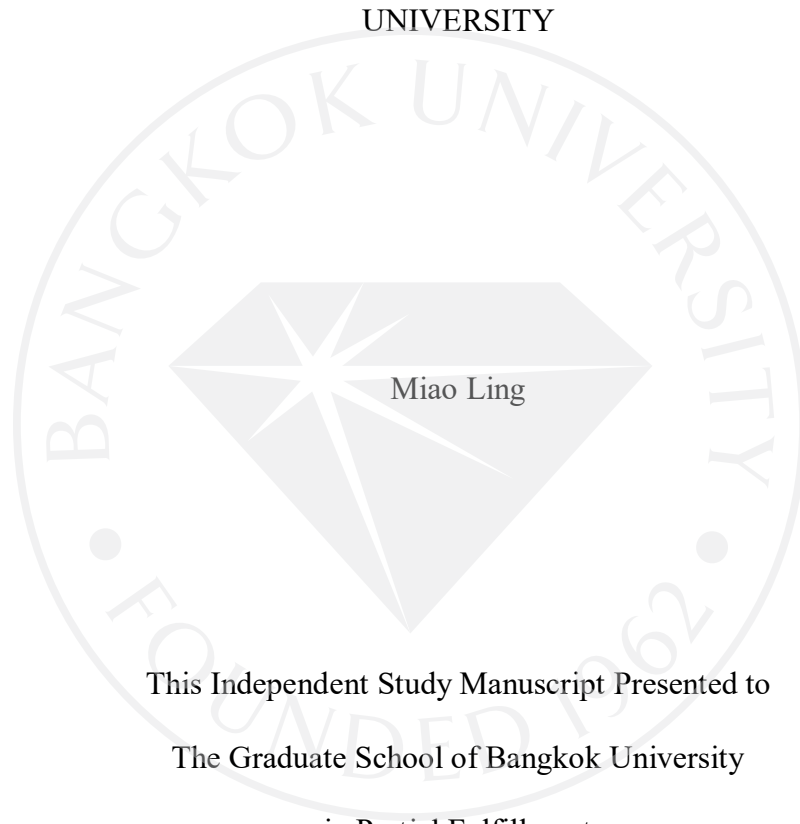 UNIVERSITY
BANGKOK UNIVERSITY
Miao Ling
This Independent Study Manuscript Presented to
The Graduate School of Bangkok University
• FOUNDED 1962 •
in Partial Fulfillment